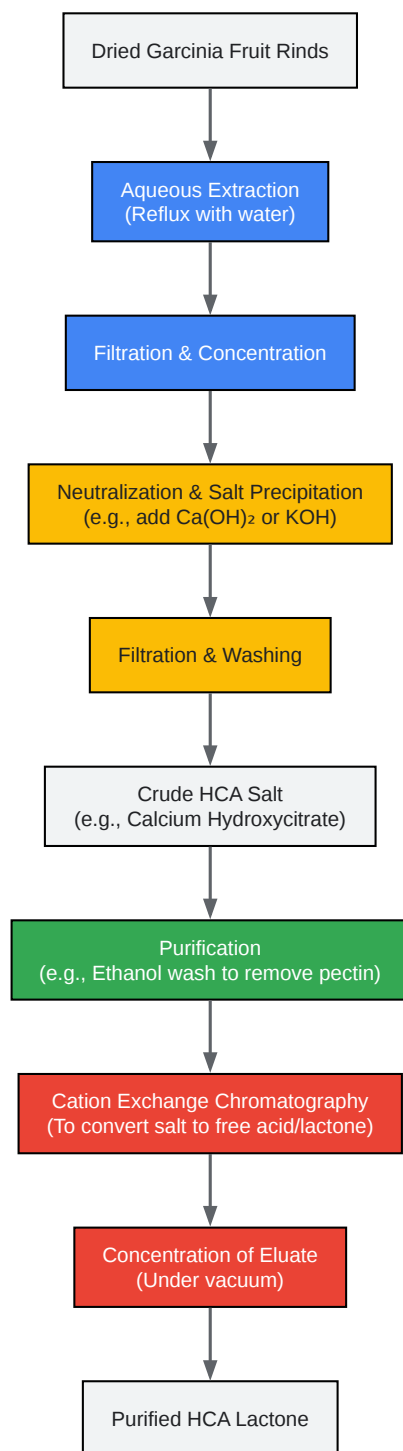 Dried Garcinia Fruit Rinds
Aqueous Extraction
(Reflux with water)
Filtration & Concentration
Neutralization & Salt Precipitation
(e.g., add Ca(OH)₂ or KOH)
Filtration & Washing
Crude HCA Salt
(e.g., Calcium Hydroxycitrate)
Purification
(e.g., Ethanol wash to remove pectin)
Cation Exchange Chromatography
(To convert salt to free acid/lactone)
Concentration of Eluate
(Under vacuum)
Purified HCA Lactone